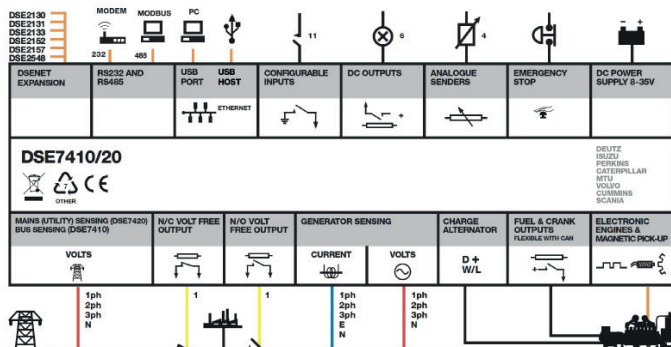 DSE2130
DSE2131
DSE2133
DSE2152
DSE2157
DSE2548
MODEM
MODBUS
PC
232
485
11
6
4
DSENET
EXPANSION
RS232 AND
RS485
USB
PORT
USB
HOST
ETHERNET
CONFIGURABLE
INPUTS
DC OUTPUTS
+
ANALOGUE
SENDERS
EMERGENCY
STOP
- +
DC POWER
SUPPLY 8-35V
DSE7410/20
7
OTHER
CE
DEUTZ
ISUZU
PERKINS
CATERPILLAR
MTU
VOLVO
CUMMINS
SCANIA
MAINS (UTILITY) SENSING (DSE7420)
BUS SENSING (DSE7410)
VOLTS
N/C VOLT FREE
OUTPUT
N/O VOLT
FREE OUTPUT
GENERATOR SENSING
CURRENT
VOLTS
CHARGE
ALTERNATOR
D+
W/L
FUEL & CRANK
OUTPUTS
FLEXIBLE WITH CAN
+
ELECTRONIC
ENGINES &
MAGNETIC PICK-UP
1ph
2ph
3ph
N
1
1
1ph
2ph
3ph
E
N
1ph
2ph
3ph
N